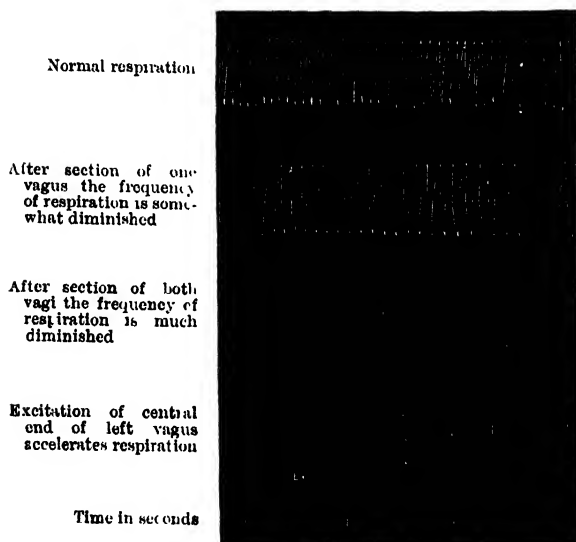 Normal respiration
After section of one
vagus the frequency
of respiration is some-
what diminished
After section of both
vagi the frequency of
respiration is much
diminished
Excitation of central
end of left vagus
accelerates respiration
Time in seconds